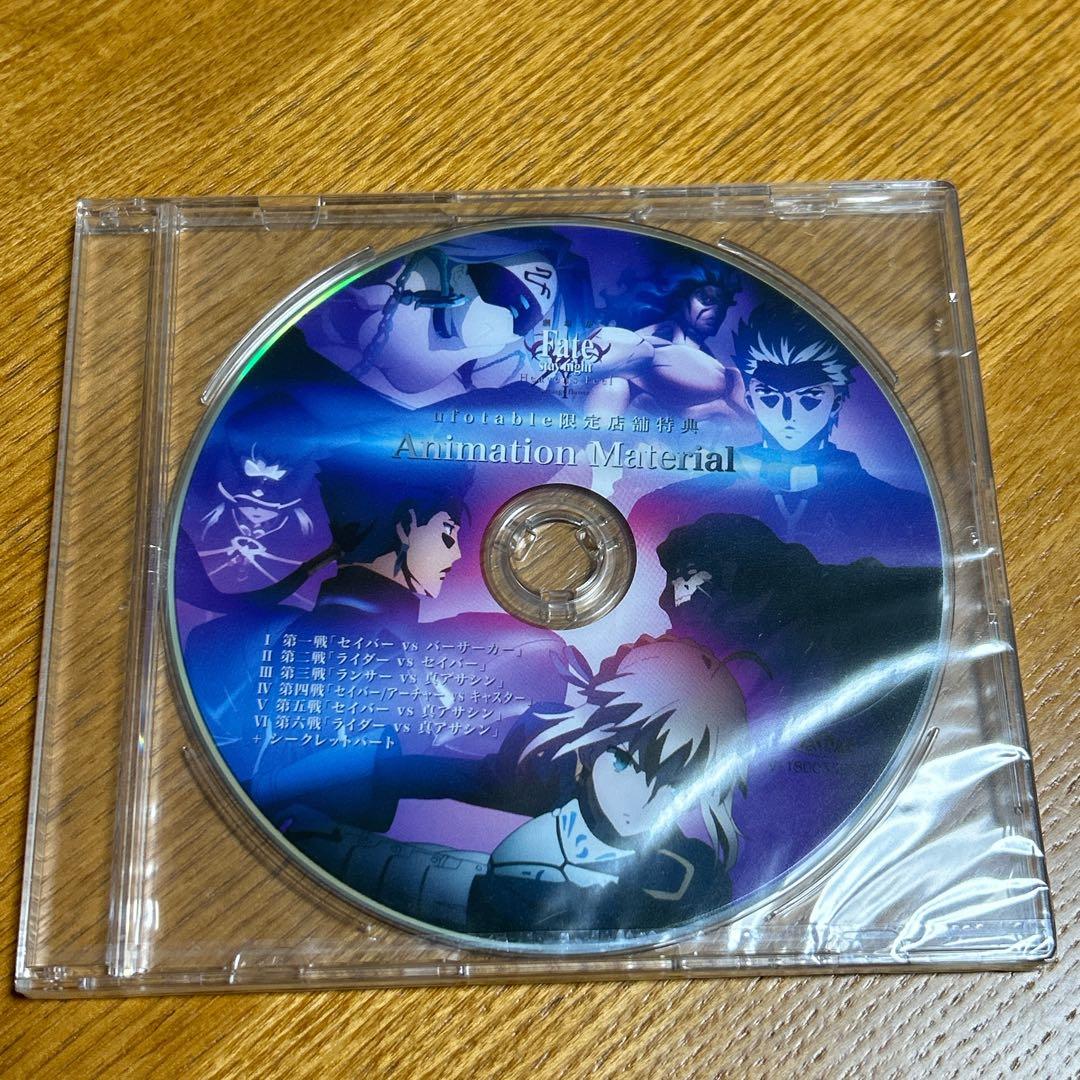 劇場版
Fate
stay night
Heaven's Feel
I
ufotable限定店舗特典
Animation Material
I 第一戦「セイバー vs バーサーカー」
II 第二戦「ライダー vs セイバー」
III 第三戦「ランサー vs 真アサシン」
IV 第四戦「セイバー/アーチャー vs キャスター」
V 第五戦「セイバー vs 真アサシン」
VI 第六戦「ライダー vs 真アサシン」
+ シークレットパート